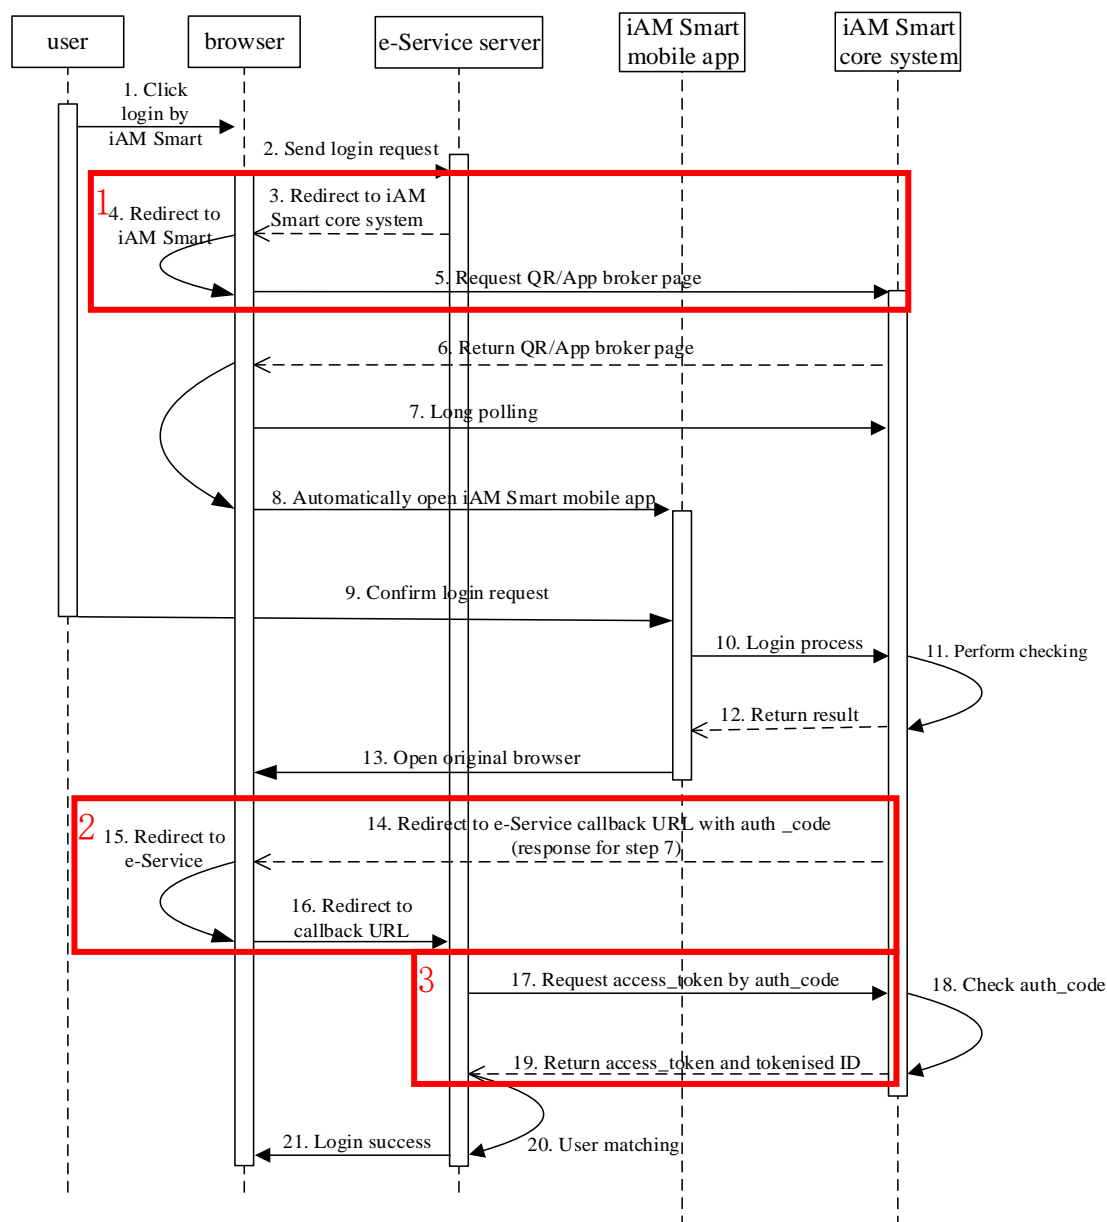 user
browser
e-Service server
iAM Smart
mobile app
iAM Smart
core system
1. Click
login by
iAM Smart
2. Send login request
1
3. Redirect to iAM
Smart core system
4. Redirect to
iAM Smart
5. Request QR/App broker page
6. Return QR/App broker page
7. Long polling
8. Automatically open iAM Smart mobile app
9. Confirm login request
10. Login process
11. Perform checking
12. Return result
13. Open original browser
2
14. Redirect to e-Service callback URL with auth _code
(response for step 7)
15. Redirect to
e-Service
16. Redirect to
callback URL
3
17. Request access_token by auth_code
18. Check auth_code
19. Return access_token and tokenised ID
20. User matching
21. Login success